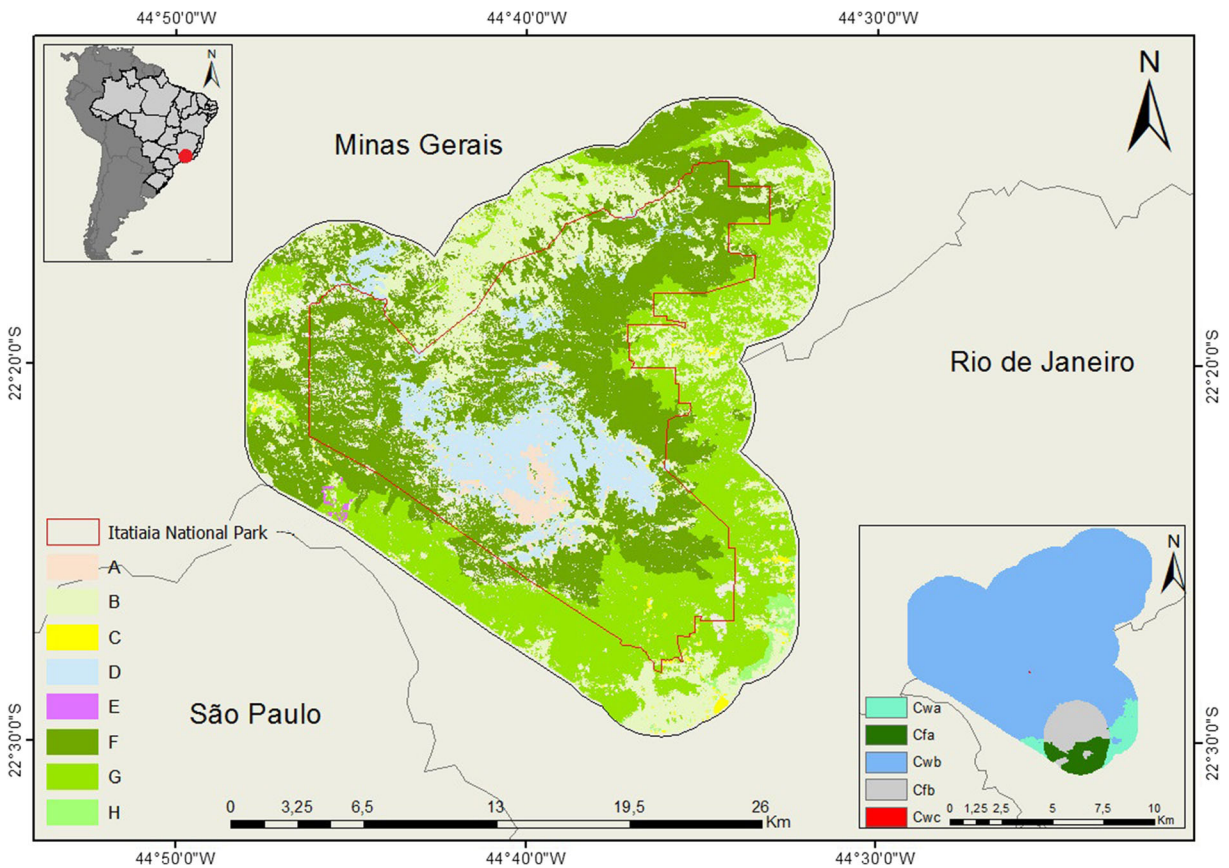 44°50'0"W 44°40'0"W 44°30'0"W
N
N
Minas Gerais
22°20'0"S
22°20'0"S
Rio de Janeiro
Itatiaia National Park
A
B
C
D
E
F
G
H
São Paulo
22°30'0"S
22°30'0"S
0 3,25 6,5 13 19,5 26
Km
N
Cwa
Cfa
Cwb
Cfb
Cwc
0 1,25 2,5 5 7,5 10
Km
44°50'0"W 44°40'0"W 44°30'0"W